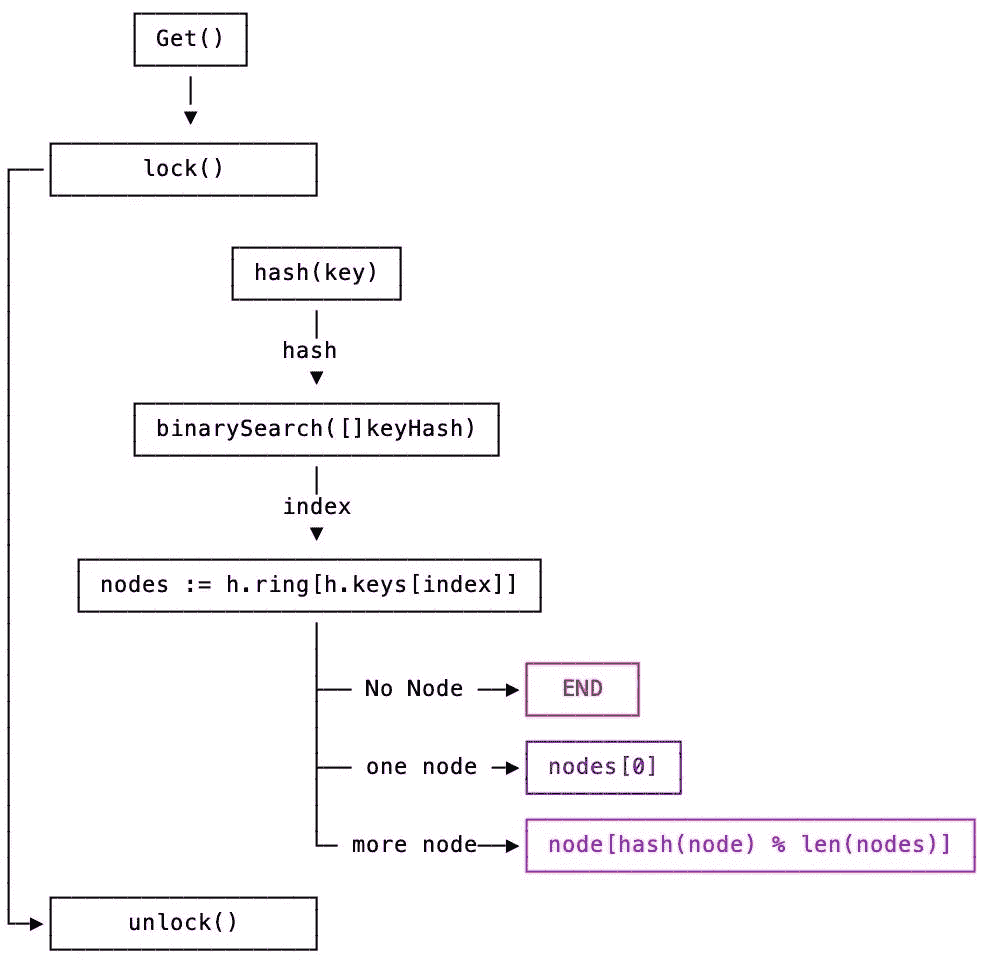 Get()
lock()
hash(key)
hash
binarySearch([]keyHash)
index
nodes := h.ring[h.keys[index]]
No Node
END
one node
nodes[0]
more node
node[hash(node) % len(nodes)]
unlock()